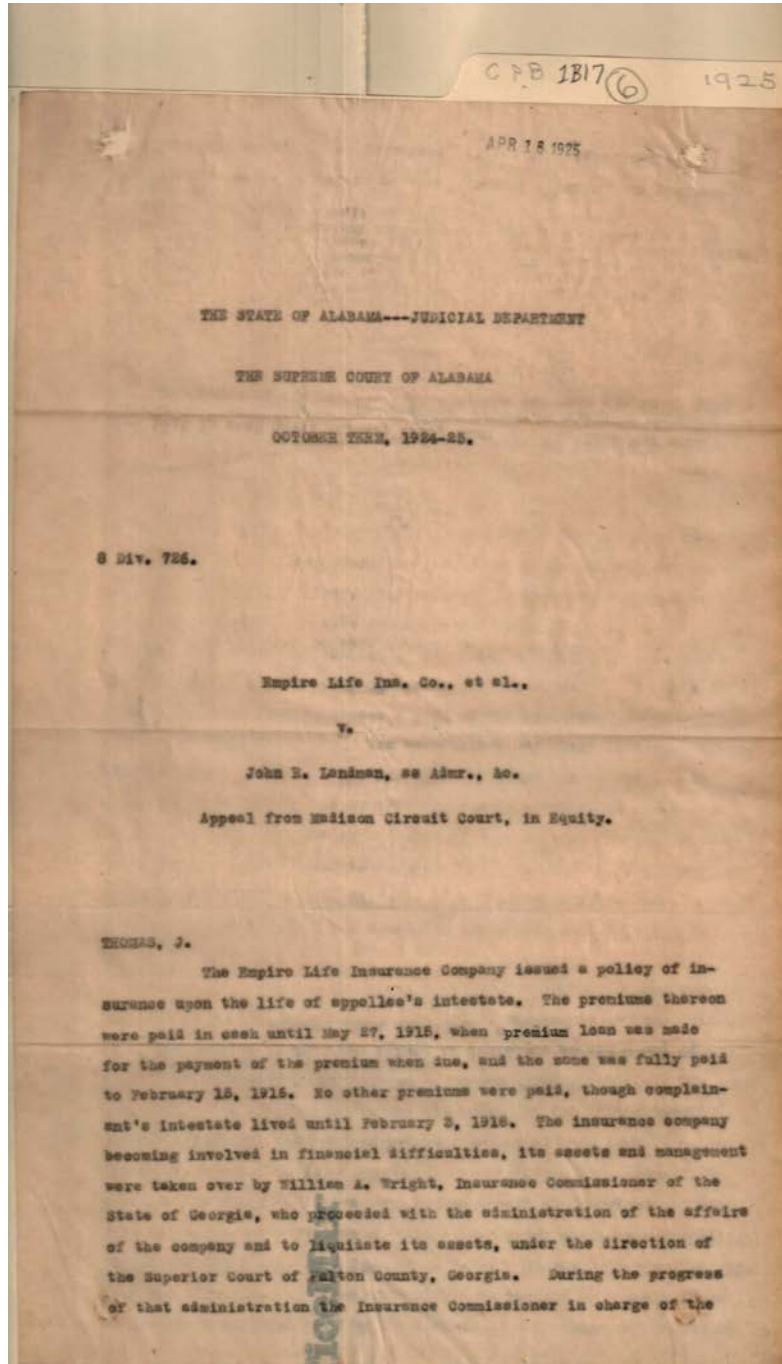 CPB 1B17 6 1925
APR 18 1925
THE STATE OF ALABAMA---JUDICIAL DEPARTMENT
THE SUPREME COURT OF ALABAMA
OCTOBER TERM, 1924-25.
8 Div. 726.
Empire Life Ins. Co., et al.,
v.
John R. Landman, as Admr., &c.
Appeal from Madison Circuit Court, in Equity.
THOMAS, J.
The Empire Life Insurance Company issued a policy of in-
surance upon the life of appellee's intestate. The premiums thereon
were paid in cash until May 27, 1915, when premium loan was made
for the payment of the premium when due, and the same was fully paid
to February 15, 1916. No other premiums were paid, though complain-
ant's intestate lived until February 3, 1918. The insurance company
becoming involved in financial difficulties, its assets and management
were taken over by William A. Wright, Insurance Commissioner of the
State of Georgia, who proceeded with the administration of the affairs
of the company and to liquidate its assets, under the direction of
the Superior Court of Fulton County, Georgia. During the progress
of that administration the Insurance Commissioner in charge of the